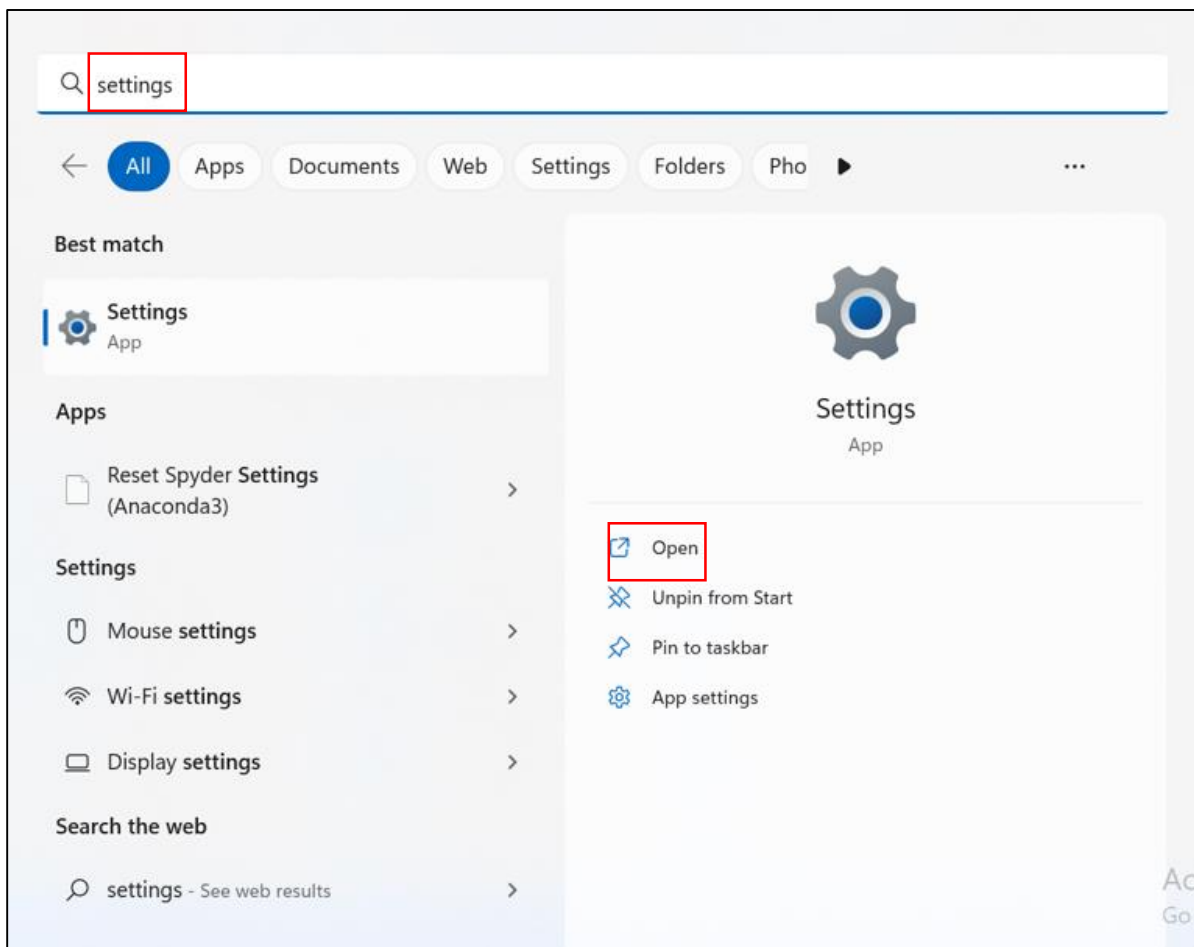 settings
All Apps Documents Web Settings Folders Pho
Best match
Settings
App
Apps
Reset Spyder Settings
(Anaconda3)
Settings
Mouse settings
Wi-Fi settings
Display settings
Search the web
settings - See web results
Settings
App
Open
Unpin from Start
Pin to taskbar
App settings
Ac
Go